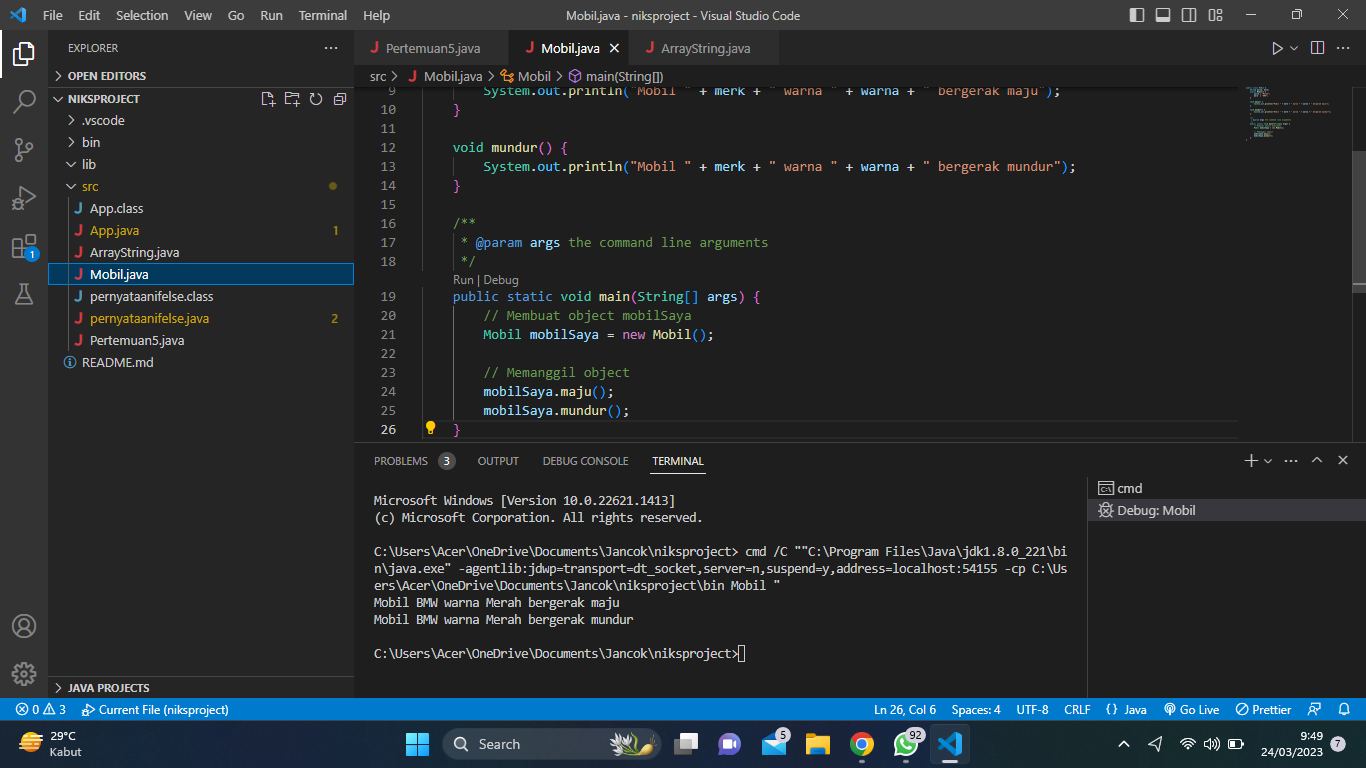 File Edit Selection View Go Run Terminal Help Mobil.java - niksproject - Visual Studio Code
EXPLORER
OPEN EDITORS
NIKSPROJECT
.vscode
bin
lib
src
App.class
App.java 1
ArrayString.java
Mobil.java
pernyataanifelse.class
pernyataanifelse.java 2
Pertemuan5.java
README.md
JAVA PROJECTS
1
Pertemuan5.java Mobil.java ArrayString.java
src > Mobil.java > Mobil > main(String[])
9 System.out.println("Mobil " + merk + " warna " + warna + " bergerak maju");
10 }
11
12 void mundur() {
13 System.out.println("Mobil " + merk + " warna " + warna + " bergerak mundur");
14 }
15
16 /**
17 * @param args the command line arguments
18 */
Run | Debug
19 public static void main(String[] args) {
20 // Membuat object mobilSaya
21 Mobil mobilSaya = new Mobil();
22
23 // Memanggil object
24 mobilSaya.maju();
25 mobilSaya.mundur();
26 }
PROBLEMS 3 OUTPUT DEBUG CONSOLE TERMINAL
Microsoft Windows [Version 10.0.22621.1413]
(c) Microsoft Corporation. All rights reserved.
C:\Users\Acer\OneDrive\Documents\Jancok\niksproject> cmd /C ""C:\Program Files\Java\jdk1.8.0_221\bi
n\java.exe" -agentlib:jdwp=transport=dt_socket,server=n,suspend=y,address=localhost:54155 -cp C:\Us
ers\Acer\OneDrive\Documents\Jancok\niksproject\bin Mobil "
Mobil BMW warna Merah bergerak maju
Mobil BMW warna Merah bergerak mundur
C:\Users\Acer\OneDrive\Documents\Jancok\niksproject>
cmd
Debug: Mobil
0 3 Current File (niksproject) Ln 26, Col 6 Spaces: 4 UTF-8 CRLF {} Java Go Live Prettier
29°C
Kabut
Search
5
92
9:49
24/03/2023
7